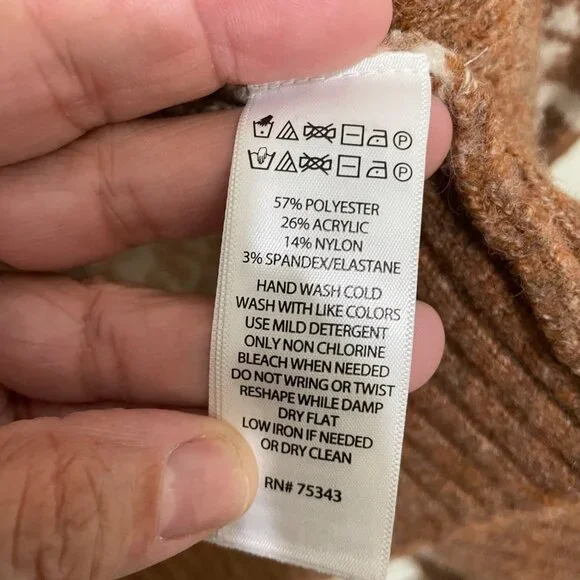 57% POLYESTER
26% ACRYLIC
14% NYLON
3% SPANDEX/ELASTANE
HAND WASH COLD
WASH WITH LIKE COLORS
USE MILD DETERGENT
ONLY NON CHLORINE
BLEACH WHEN NEEDED
DO NOT WRING OR TWIST
RESHAPE WHILE DAMP
DRY FLAT
LOW IRON IF NEEDED
OR DRY CLEAN
RN# 75343